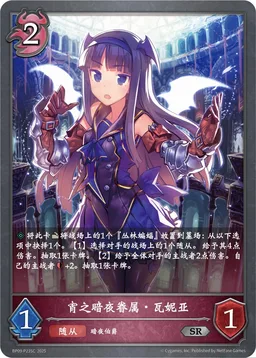 2
※ 将此卡与将战场上的1个『丛林蝙蝠』放置到墓场：从以下选项中抉择1个。【1】选择对手的战场上的1个随从。给予其4点伤害。抽取1张卡牌。【2】给予全体对手的主战者2点伤害。自己的主战者+2。抽取1张卡牌。
宵之暗夜眷属・瓦妮亚
1
随从
暗夜伯爵
SR
1